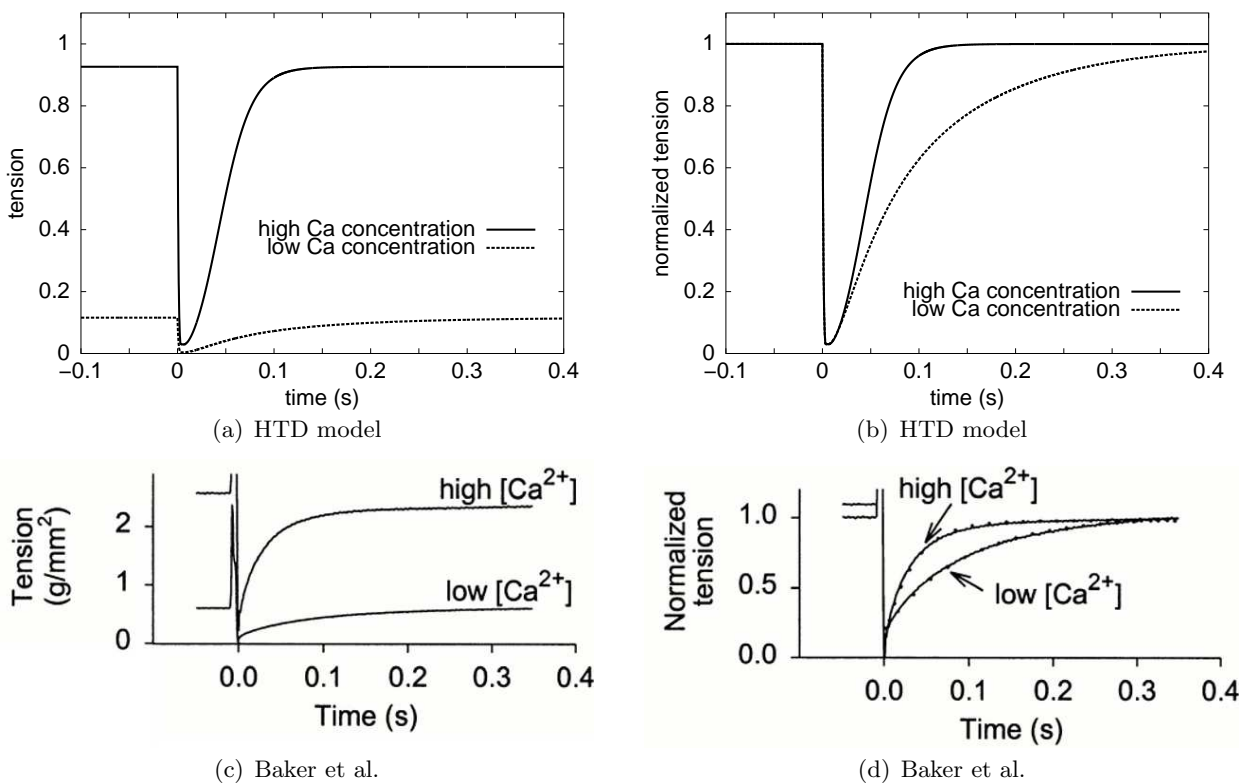 1
0.8
0.6
0.4
0.2
0
tension
high Ca concentration
low Ca concentration
−0.1 0 0.1 0.2 0.3 0.4
time (s)
(a) HTD model
1
0.8
0.6
0.4
0.2
0
normalized tension
high Ca concentration
low Ca concentration
−0.1 0 0.1 0.2 0.3 0.4
time (s)
(b) HTD model
Tension
(g/mm²)
2
1
0
high [Ca²⁺]
low [Ca²⁺]
0.0 0.1 0.2 0.3 0.4
Time (s)
(c) Baker et al.
Normalized
tension
1.0
0.5
0.0
high [Ca²⁺]
low [Ca²⁺]
0.0 0.1 0.2 0.3 0.4
Time (s)
(d) Baker et al.